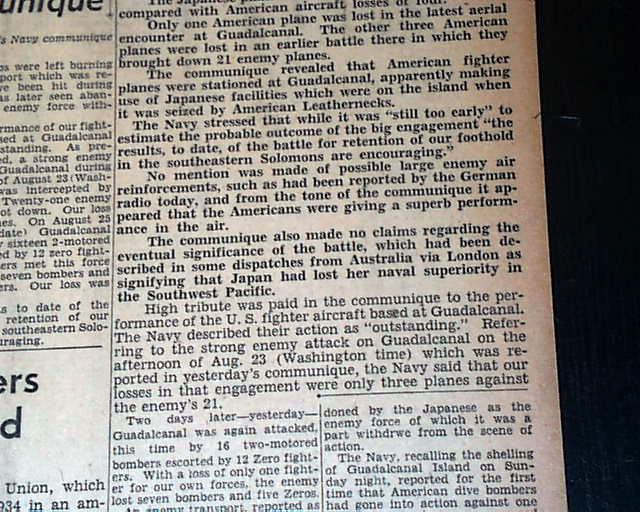 unique
's Navy communique
os were left burning
port which was re-
ve been hit during
as later seen aban-
enemy force with-
rmance of our fight-
sed at Guadalcanal
standing. As pre-
ed, a strong enemy
Guadalcanal during
of August 23 (Wash-
was intercepted by
Twenty-one enemy
ot down. Our loss
nes. On August 25
date) Guadalcanal
y sixteen 2-motored
ed by 12 zero fight-
ers met this force
seven bombers and
ers. Our loss was
s to date of the
retention of our
southeastern Solo-
uraging.
ers
d
Union, which
934 in an am-
compared with American aircraft losses of four.
Only one American plane was lost in the latest aerial
encounter at Guadalcanal. The other three American
planes were lost in an earlier battle there in which they
brought down 21 enemy planes.
The communique revealed that American fighter
planes were stationed at Guadalcanal, apparently making
use of Japanese facilities which were on the island when
it was seized by American Leathernecks.
The Navy stressed that while it was "still too early" to
estimate the probable outcome of the big engagement "the
results, to date, of the battle for retention of our foothold
in the southeastern Solomons are encouraging."
No mention was made of possible large enemy air
reinforcements, such as had been reported by the German
radio today, and from the tone of the communique it ap-
peared that the Americans were giving a superb perform-
ance in the air.
The communique also made no claims regarding the
eventual significance of the battle, which had been de-
scribed in some dispatches from Australia via London as
signifying that Japan had lost her naval superiority in
the Southwest Pacific.
High tribute was paid in the communique to the per-
formance of the U. S. fighter aircraft based at Guadalcanal.
The Navy described their action as "outstanding." Refer-
ring to the strong enemy attack on Guadalcanal on the
afternoon of Aug. 23 (Washington time) which was re-
ported in yesterday's communique, the Navy said that our
losses in that engagement were only three planes against
the enemy's 21.
Two days later—yesterday—
Guadalcanal was again attacked,
this time by 16 two-motored
bombers escorted by 12 Zero fight-
ers. With a loss of only one fight-
er for our own forces, the enemy
lost seven bombers and five Zeros.
An enemy transport, reported as
doned by the Japanese as the
enemy force of which it was a
part withdrwe from the scene of
action.
The Navy, recalling the shelling
of Guadalcanal Island on Sun-
day night, reported for the first
time that American dive bombers
had gone into action against one